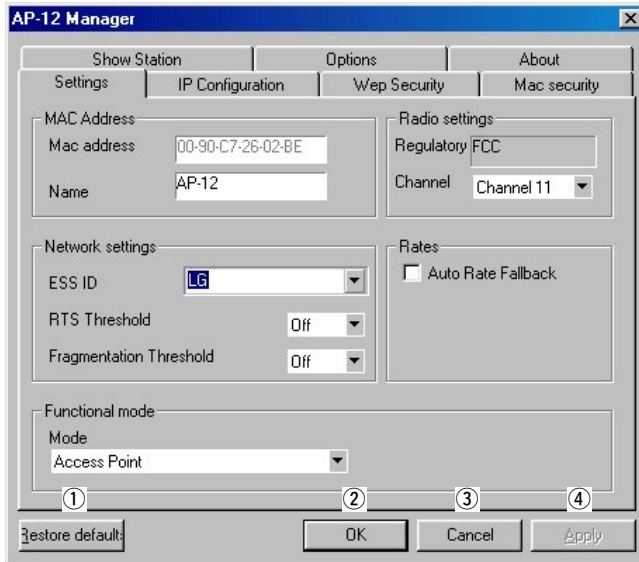 AP-12 Manager
Show Station Options About
Settings IP Configuration Wep Security Mac security
MAC Address
Mac address 00-90-C7-26-02-BE
Name AP-12
Radio settings
Regulatory FCC
Channel Channel 11
Network settings
ESS ID LG
RTS Threshold Off
Fragmentation Threshold Off
Rates
Auto Rate Fallback
Functional mode
Mode
Access Point
① ② ③ ④
Restore default: OK Cancel Apply